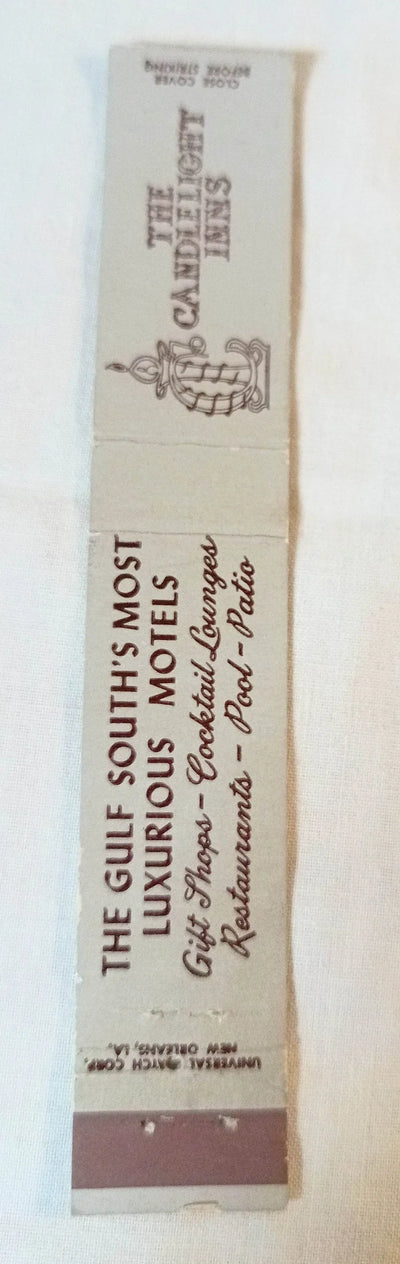 CLOSE COVER
BEFORE STRIKING
THE
CANDLELIGHT
INNS
THE GULF SOUTH'S MOST
LUXURIOUS MOTELS
Gift Shops - Cocktail Lounges
Restaurants - Pool - Patio
UNIVERSAL MATCH CORP.
NEW ORLEANS, LA.